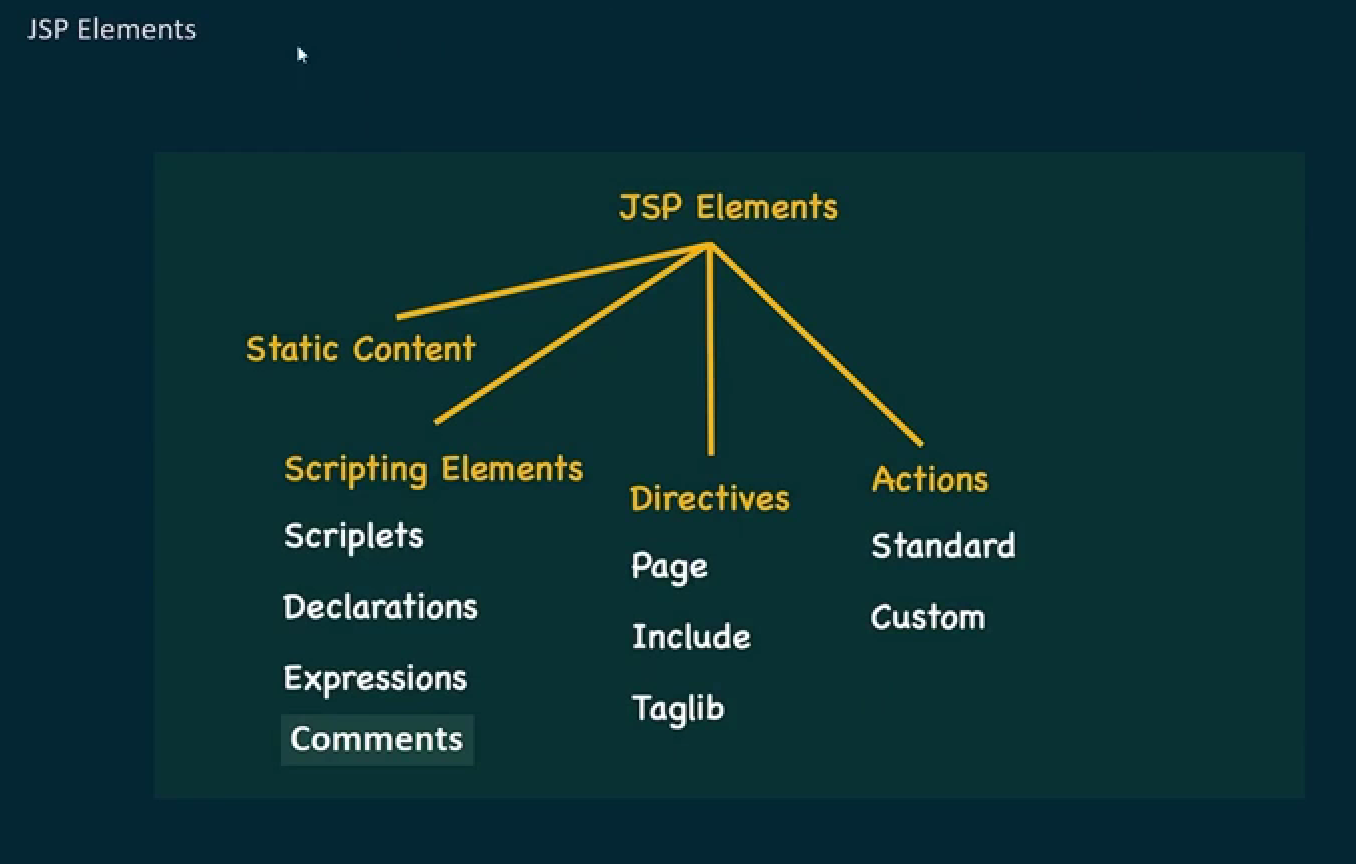 JSP Elements
JSP Elements
Static Content
Scripting Elements
Scriplets
Declarations
Expressions
Comments
Directives
Page
Include
Taglib
Actions
Standard
Custom